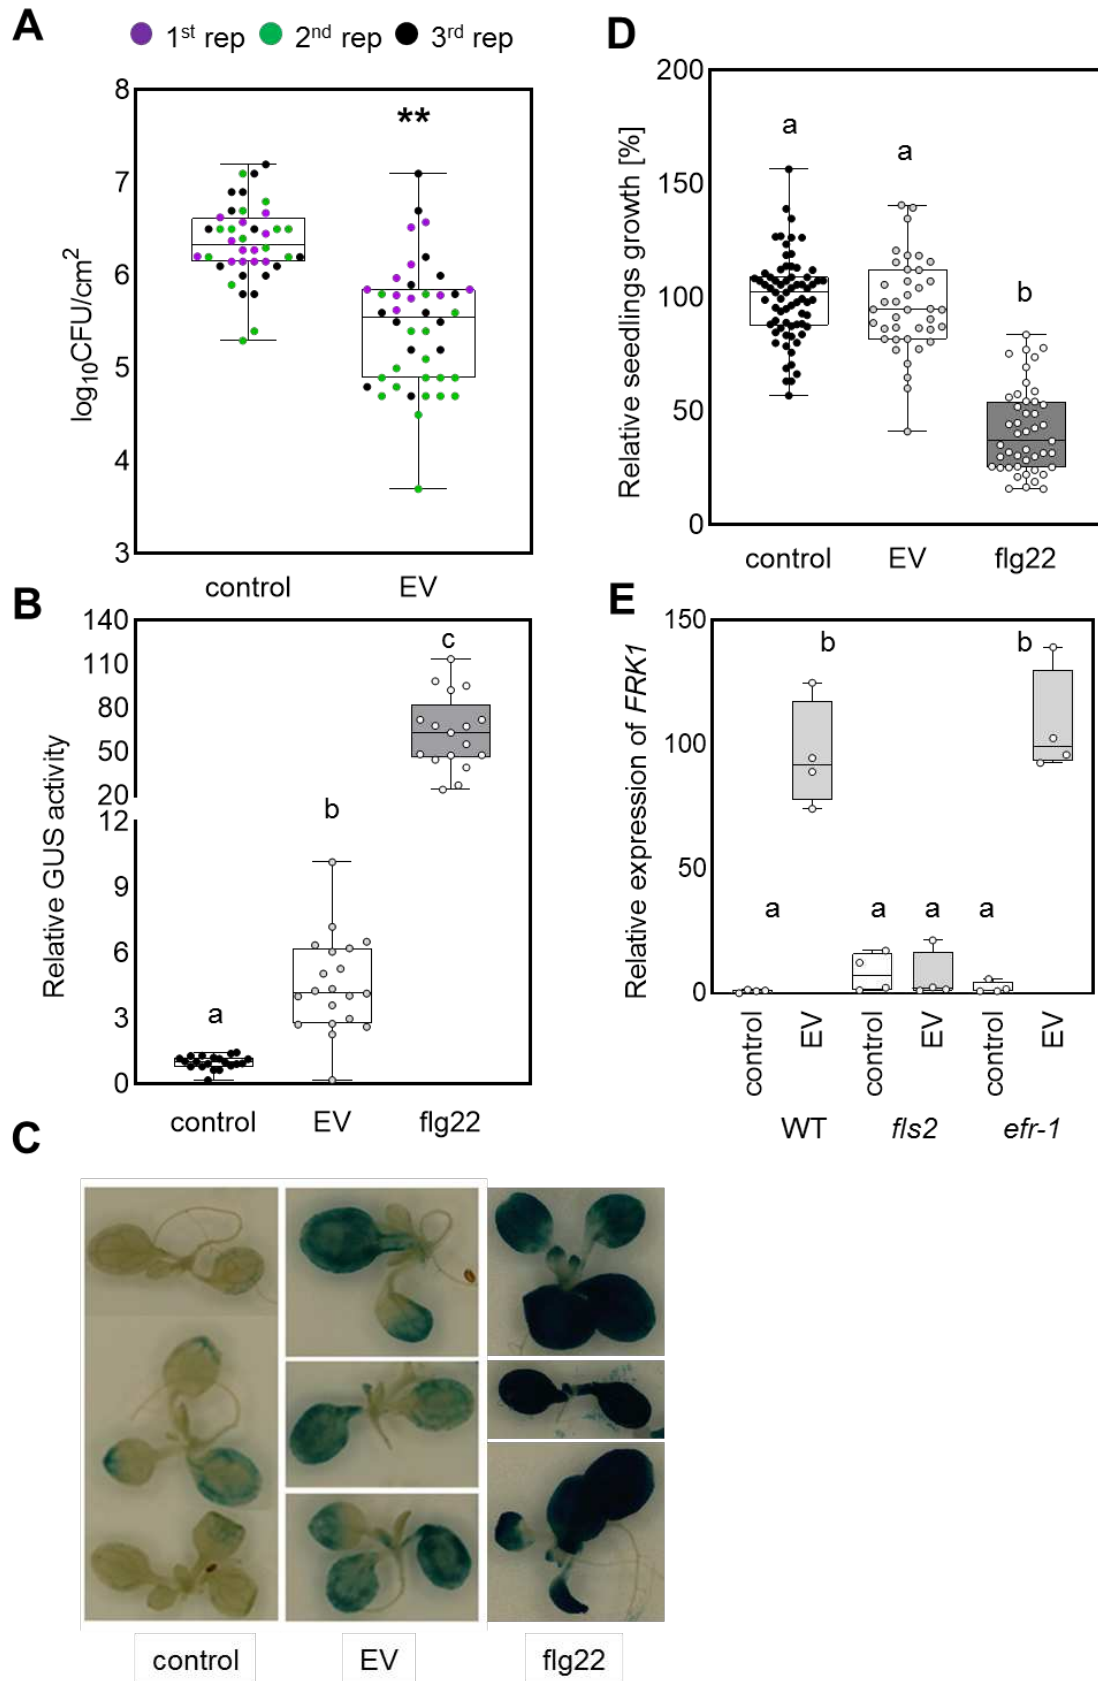 A
1st rep 2nd rep 3rd rep
8
7
6
5
4
3
log10CFU/cm2
**
control EV
B
140
110
80
50
20
12
9
6
3
0
Relative GUS activity
a
b
c
control EV flg22
C
control EV flg22
D
200
150
100
50
0
Relative seedlings growth [%]
a
a
b
control EV flg22
E
150
100
50
0
Relative expression of FRK1
a b a a a b
control EV control EV control EV
WT fls2 efr-1